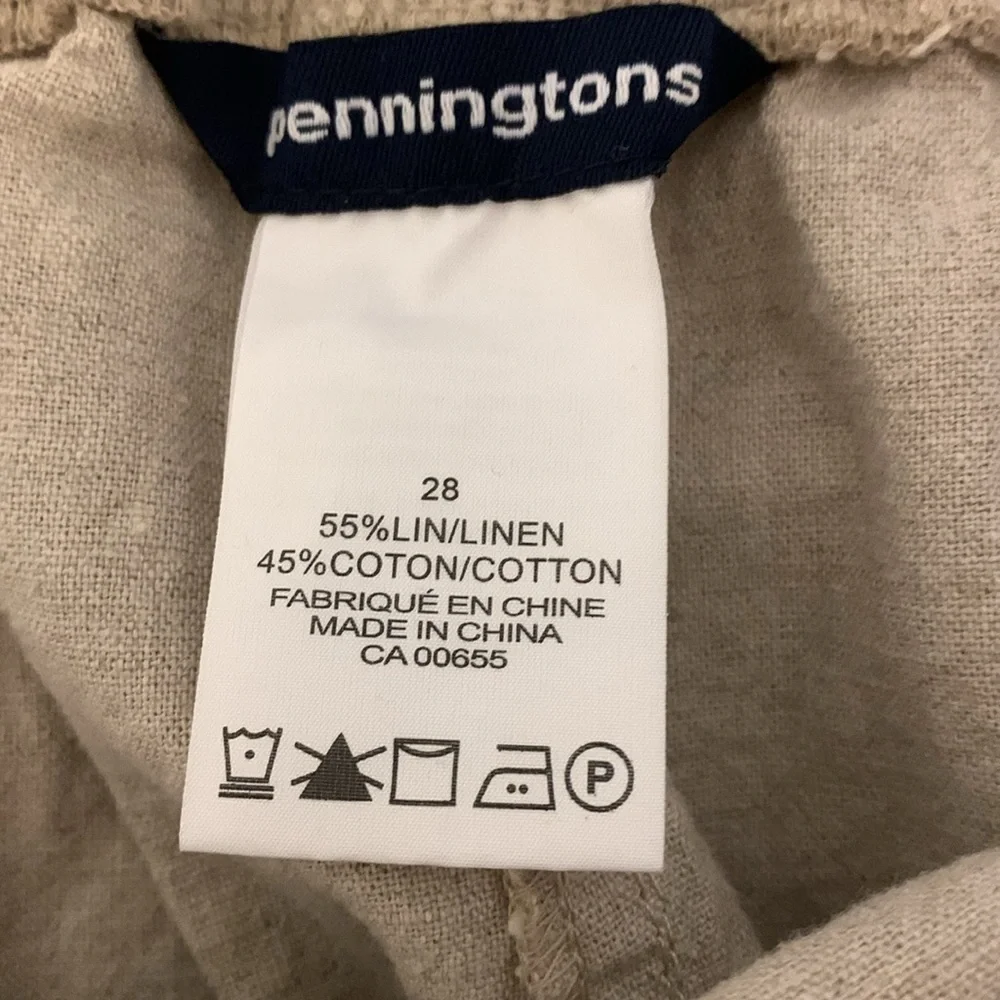 penningtons
28
55%LIN/LINEN
45%COTON/COTTON
FABRIQUÉ EN CHINE
MADE IN CHINA
CA 00655
P